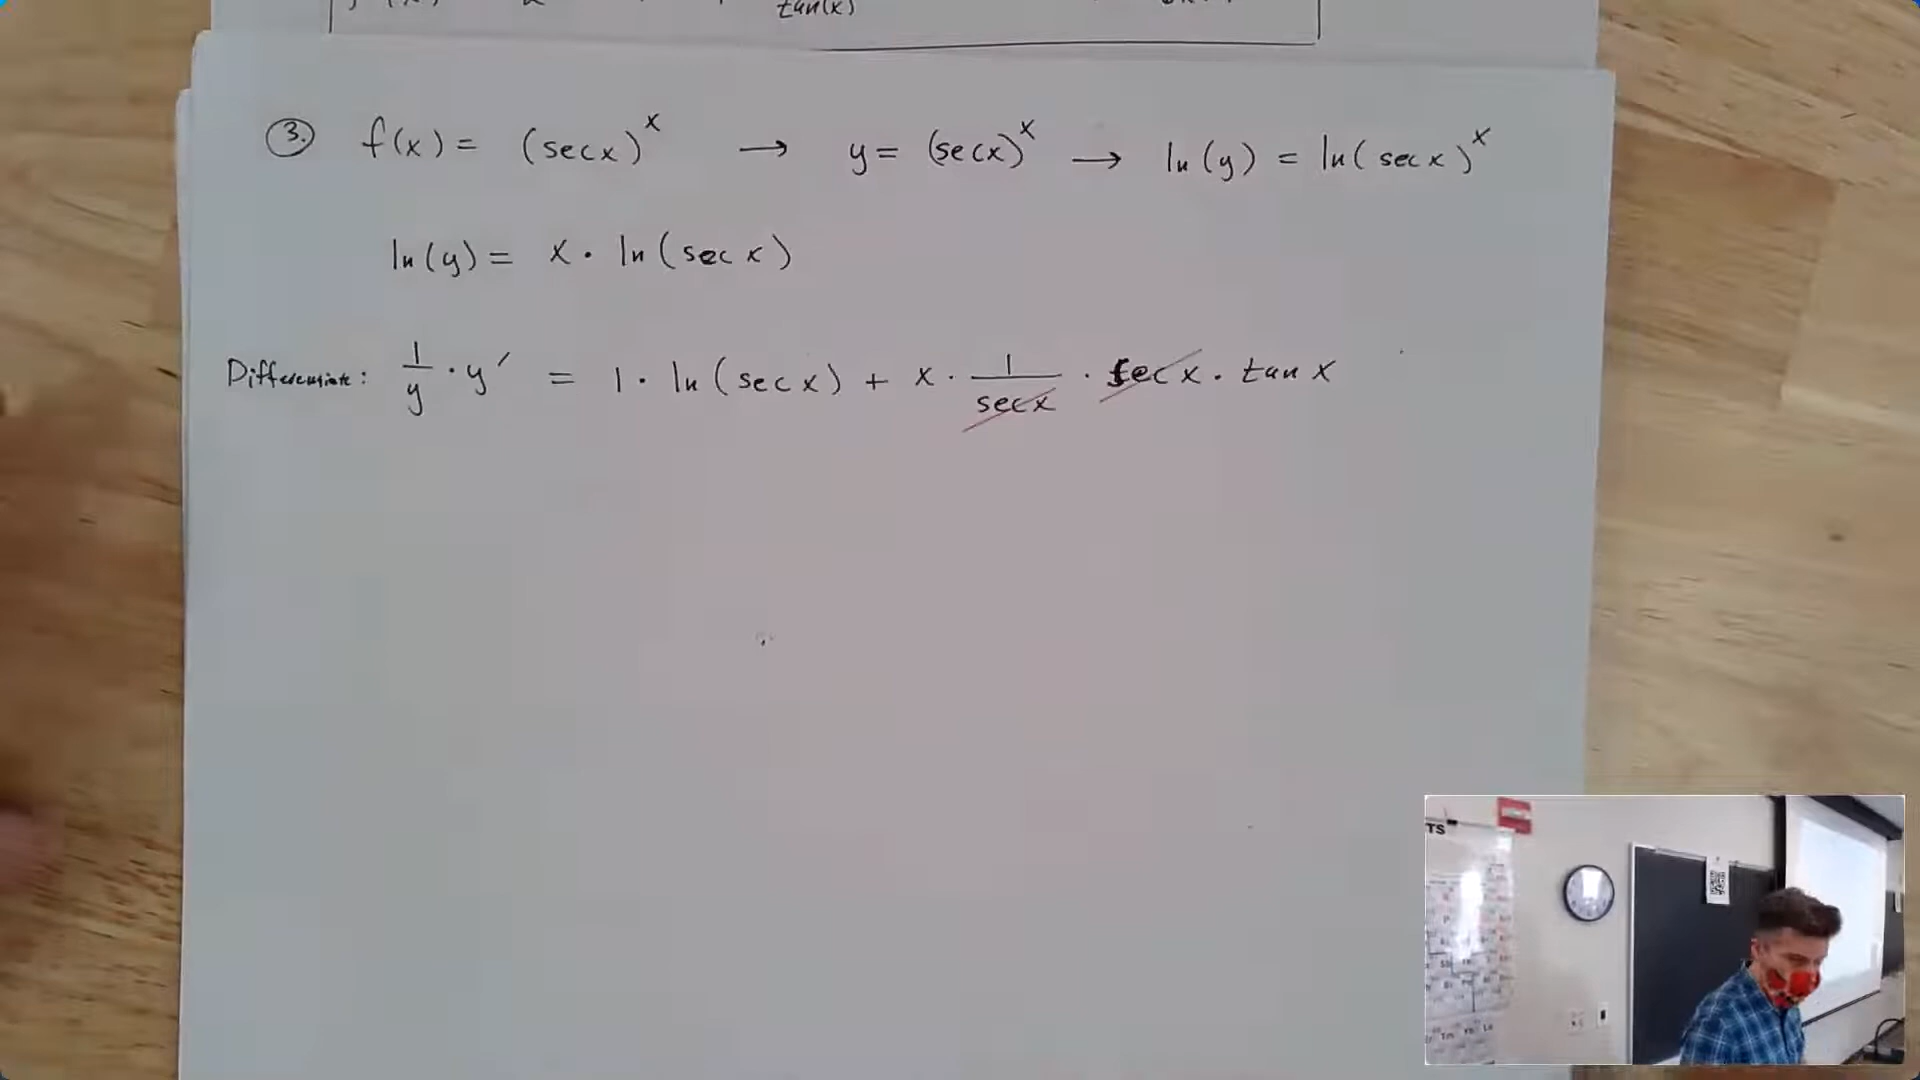 tan(x)
3. f(x) = (sec x)^x → y = (sec x)^x → ln(y) = ln(sec x)^x
ln(y) = x · ln(sec x)
Differentiate: 1/y · y′ = 1 · ln(sec x) + x · 1/sec x · sec x · tan x
TS